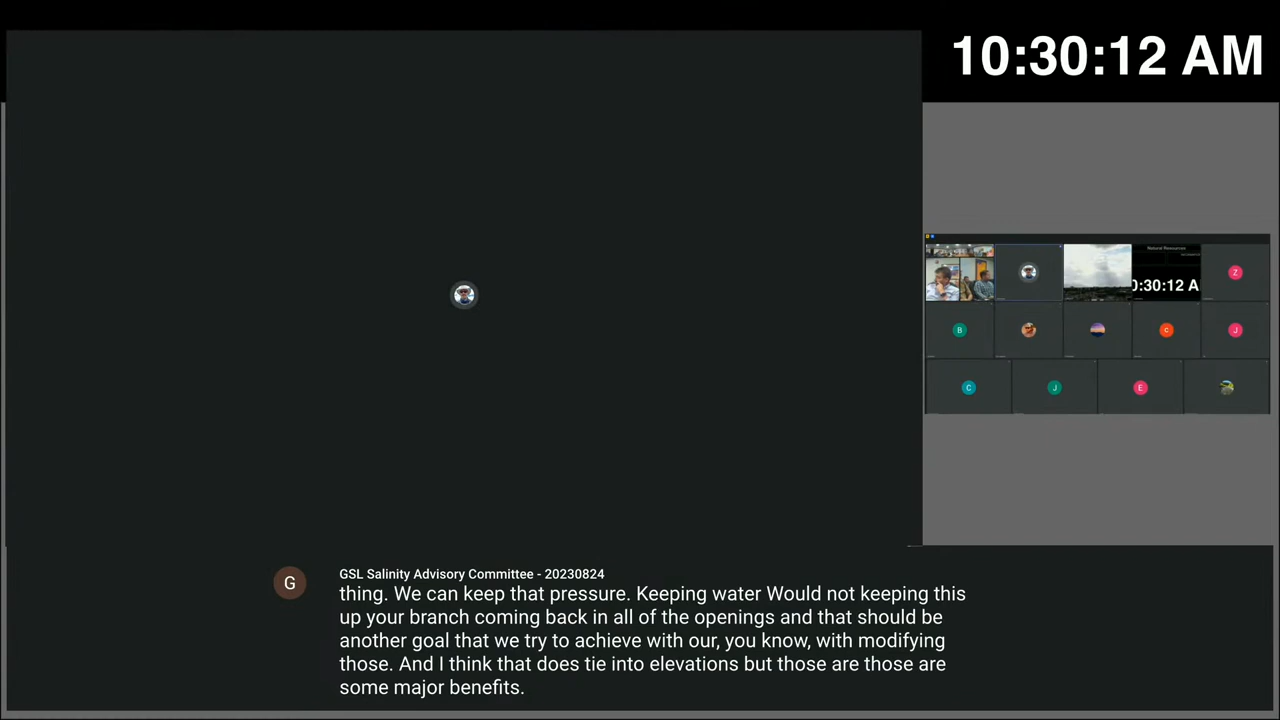 10:30:12 AM
Natural Resources
0:30:12 A
Z
B
C
J
C
J
E
G
GSL Salinity Advisory Committee - 20230824
thing. We can keep that pressure. Keeping water Would not keeping this
up your branch coming back in all of the openings and that should be
another goal that we try to achieve with our, you know, with modifying
those. And I think that does tie into elevations but those are those are
some major benefits.